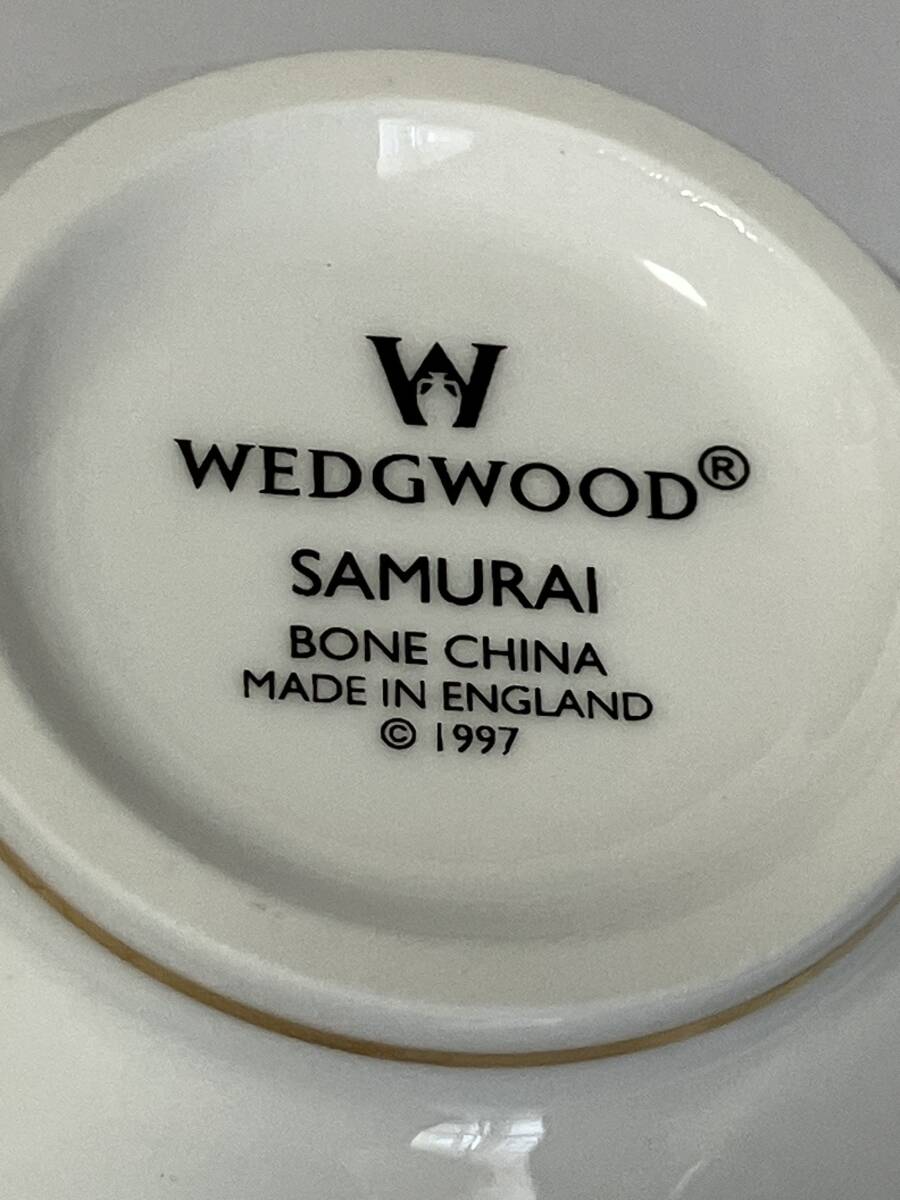 W
WEDGWOOD®
SAMURAI
BONE CHINA
MADE IN ENGLAND
© 1997